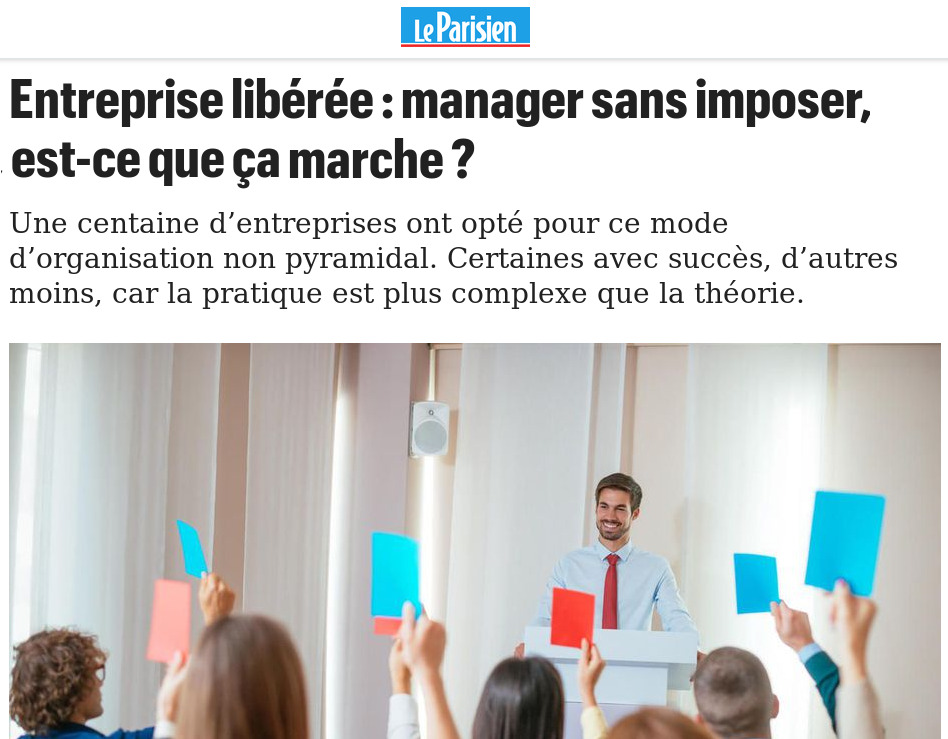 Le Parisien
Entreprise libérée : manager sans imposer,
est-ce que ça marche ?
Une centaine d’entreprises ont opté pour ce mode
d’organisation non pyramidal. Certaines avec succès, d’autres
moins, car la pratique est plus complexe que la théorie.